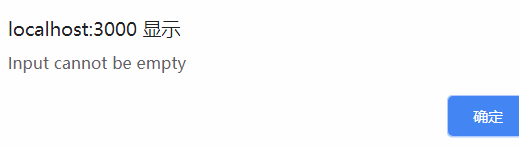 localhost:3000 显示
Input cannot be empty
确定